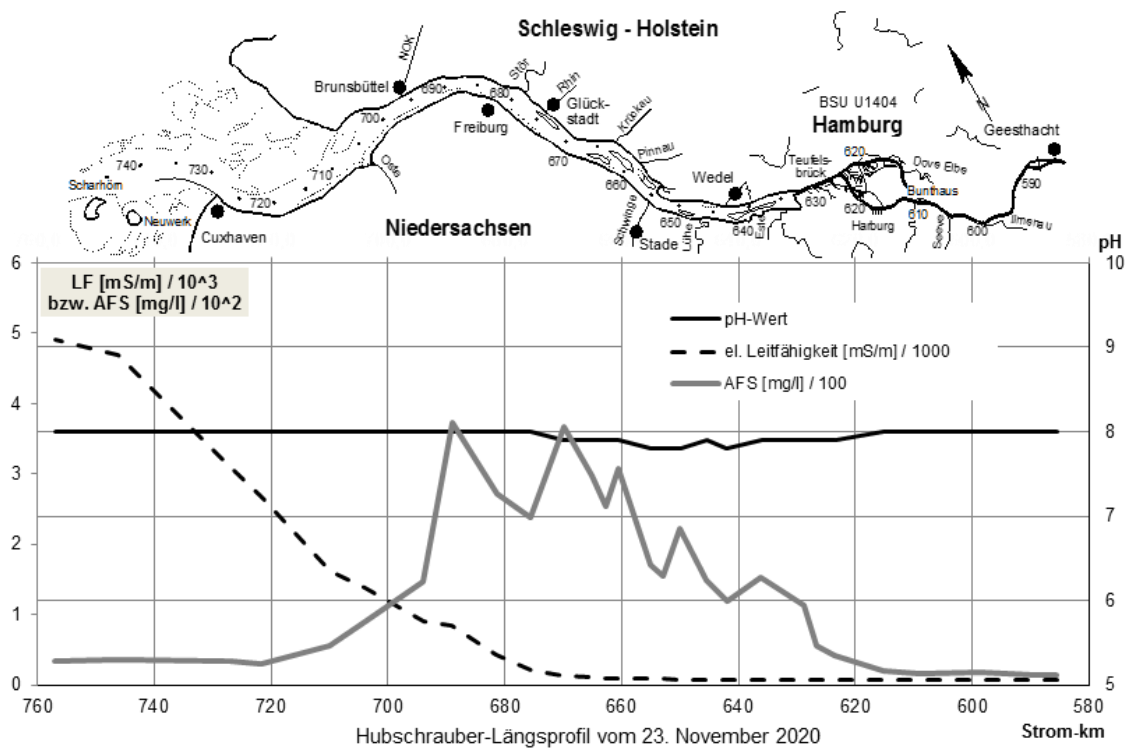 Schleswig - Holstein
NOK
Brunsbüttel
690
Stör
680
Rhin
Glück-
stadt
Freiburg
700
Krückau
BSU U1404
Hamburg
Geesthacht
N
740
730
710
Oste
670
Pinnau
660
Wedel
Teufels-
brück
620
Dove Elbe
590
Scharhörn
720
Neuwerk
Cuxhaven
Niedersachsen
Schwinge
Stade
650
Lühe
640
Este
630
620
Harburg
Bunthaus
610
Seeve
600
Ilmenau
pH
6
10
LF [mS/m] / 10^3
bzw. AFS [mg/l] / 10^2
pH-Wert
el. Leitfähigkeit [mS/m] / 1000
AFS [mg/l] / 100
5
9
4
8
3
7
2
1
6
0
5
760
740
720
700
680
660
640
620
600
580
Hubschrauber-Längsprofil vom 23. November 2020
Strom-km